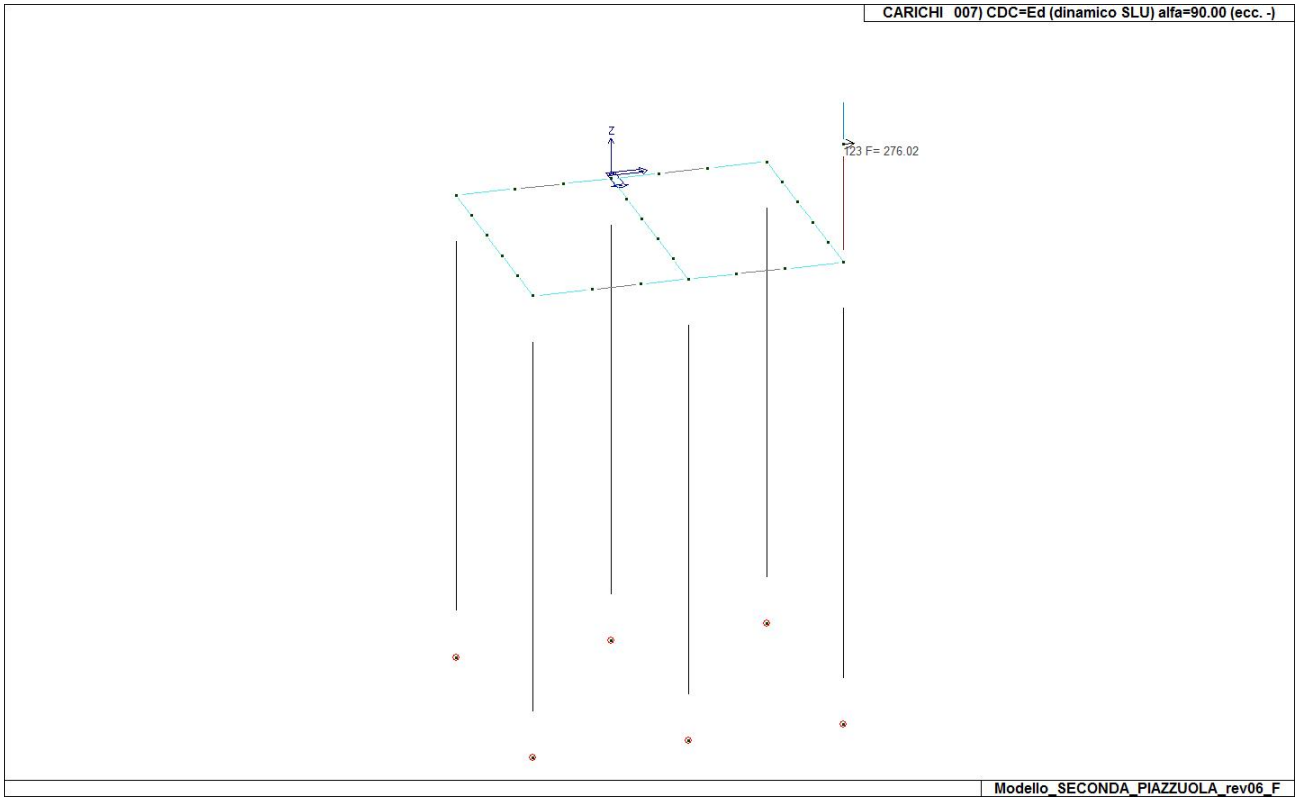 CARICHI 007) CDC=Ed (dinamico SLU) alfa=90.00 (ecc. -)
Z
123 F= 276.02
Modello_SECONDA_PIAZZUOLA_rev06_F